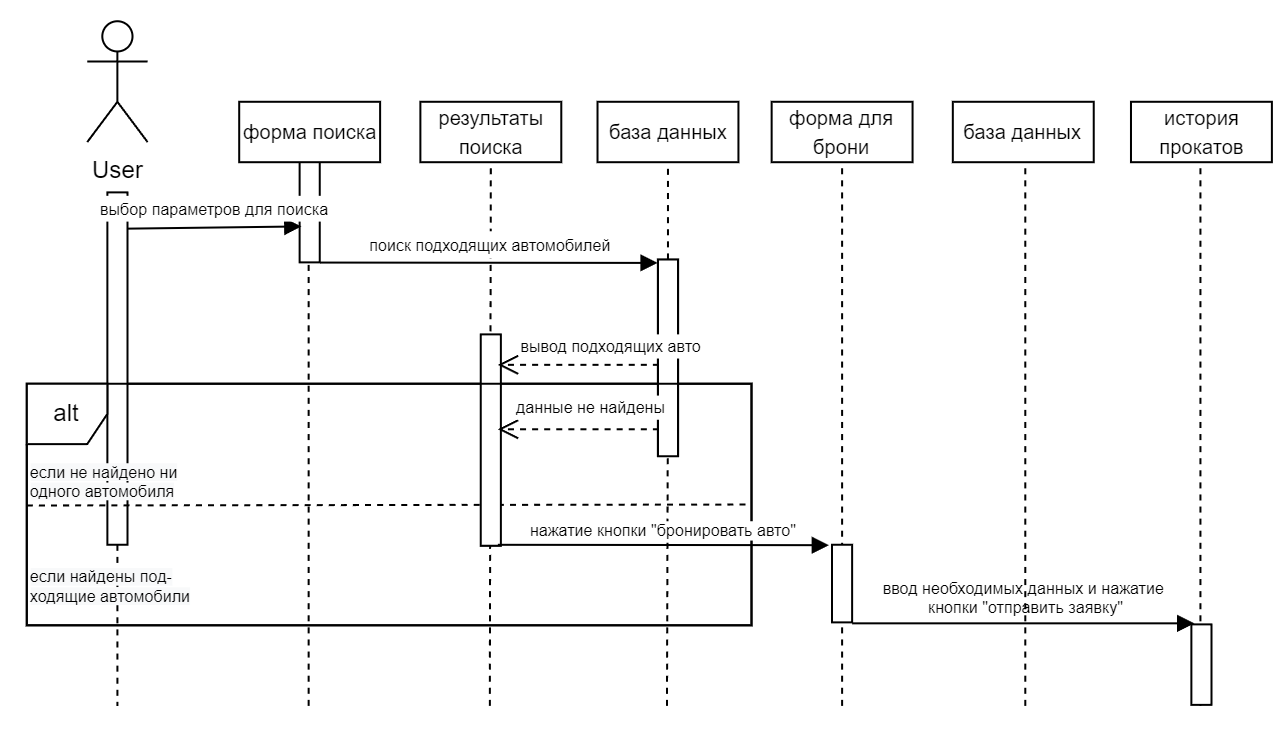 User
форма поиска
результаты
поиска
база данных
форма для
брони
база данных
история
прокатов
выбор параметров для поиска
поиск подходящих автомобилей
вывод подходящих авто
alt
данные не найдены
если не найдено ни
одного автомобиля
нажатие кнопки "бронировать авто"
если найдены под-
ходящие автомобили
ввод необходимых данных и нажатие
кнопки "отправить заявку"